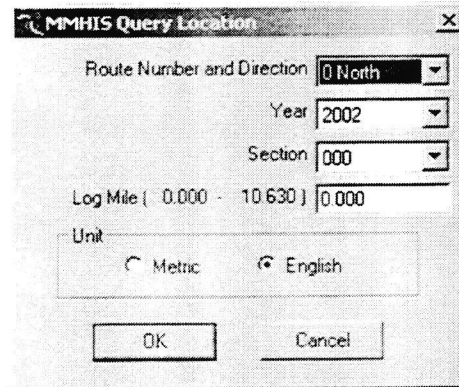 MMHIS Query Location
Route Number and Direction 0 North
Year 2002
Section 000
Log Mile ( 0.000 - 10.630 ) 0.000
Unit
Metric English
OK Cancel